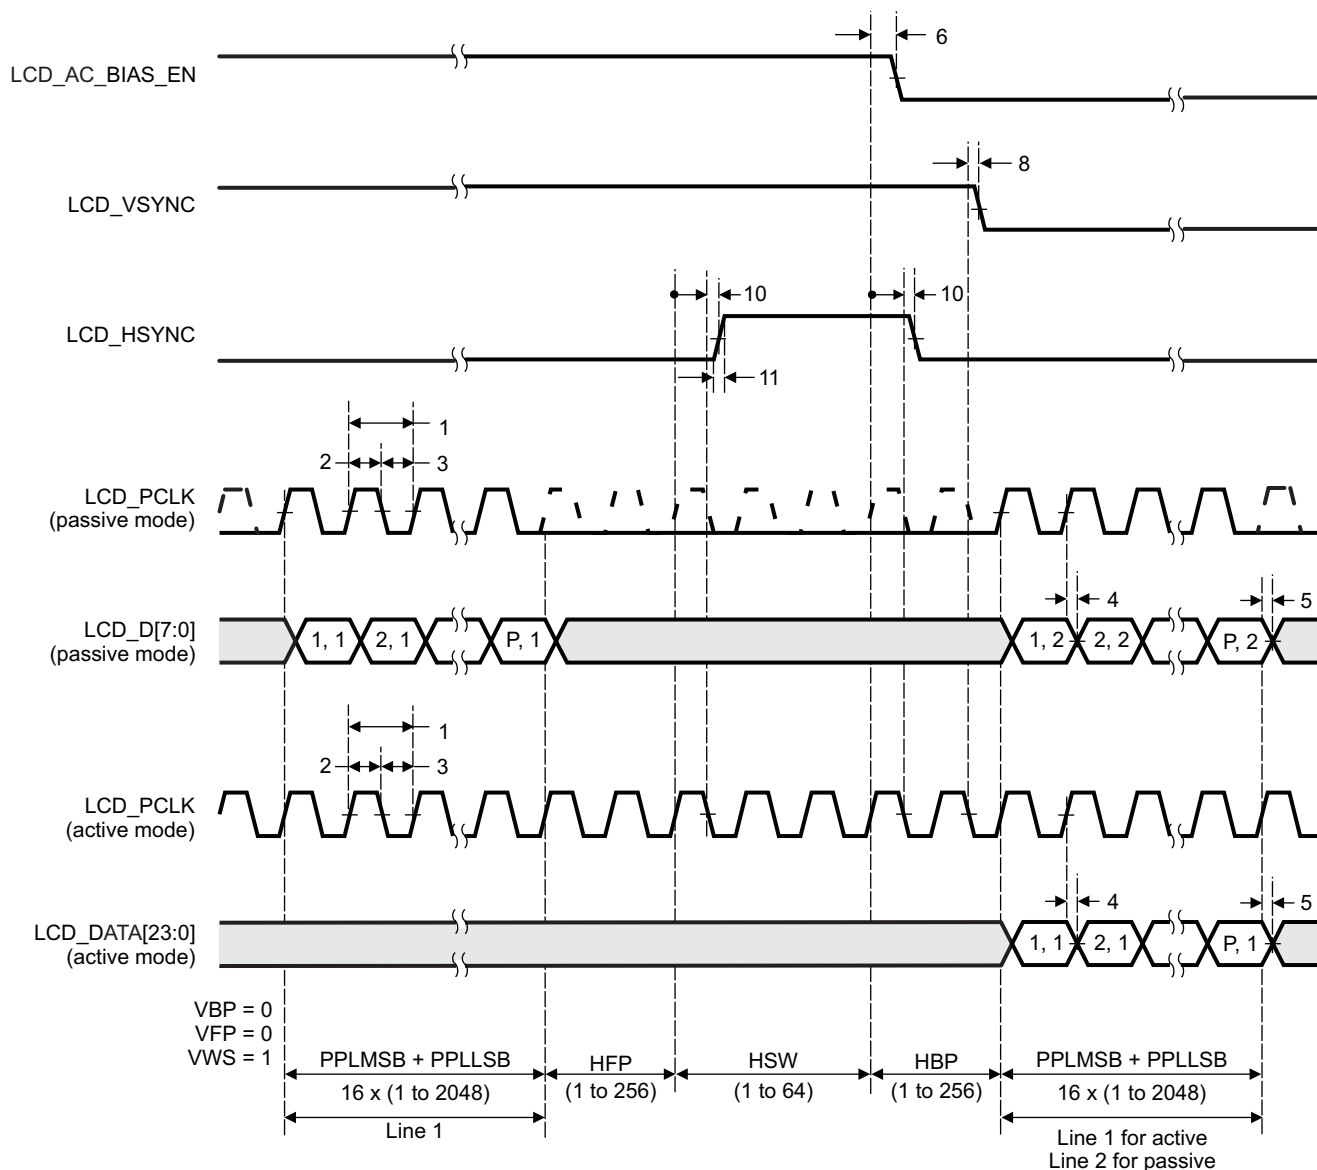 6
LCD_AC_BIAS_EN
8
LCD_VSYNC
10 10
LCD_HSYNC
11
1
2 3
LCD_PCLK
(passive mode)
4 5
LCD_D[7:0]
(passive mode)
1, 1 2, 1 P, 1 1, 2 2, 2 P, 2
1
2 3
LCD_PCLK
(active mode)
4 5
LCD_DATA[23:0]
(active mode)
1, 1 2, 1 P, 1
VBP = 0
VFP = 0
VWS = 1
PPLMSB + PPLLSB HFP HSW HBP PPLMSB + PPLLSB
16 x (1 to 2048) (1 to 256) (1 to 64) (1 to 256) 16 x (1 to 2048)
Line 1
Line 1 for active
Line 2 for passive